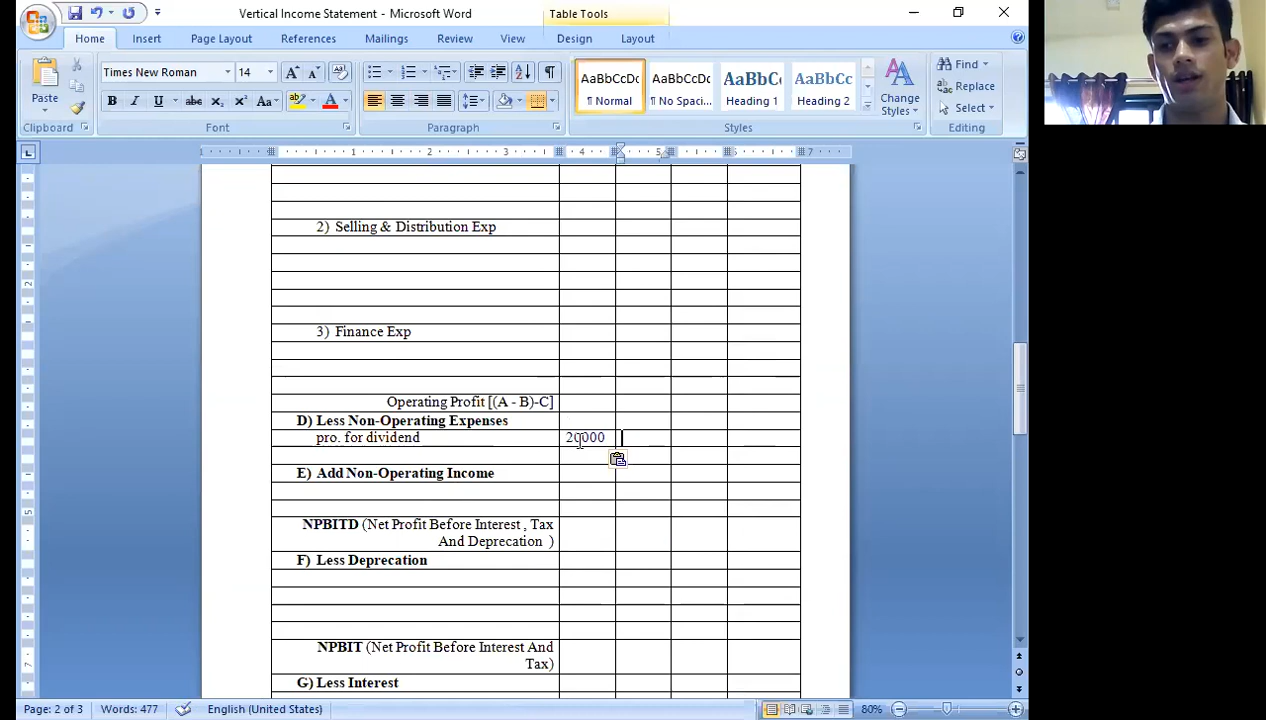 Vertical Income Statement - Microsoft Word
Table Tools
Home
Insert
Page Layout
References
Mailings
Review
View
Design
Layout
Paste
Clipboard
Times New Roman
14
Font
Paragraph
AaBbCcDc
¶ Normal
AaBbCcDc
¶ No Spaci...
AaBbC
Heading 1
AaBbCc
Heading 2
Change
Styles
Styles
Find
Replace
Select
Editing
2) Selling & Distribution Exp
3) Finance Exp
Operating Profit [(A - B)-C]
D) Less Non-Operating Expenses
pro. for dividend 20000
E) Add Non-Operating Income
NPBITD (Net Profit Before Interest , Tax
And Deprecation )
F) Less Deprecation
NPBIT (Net Profit Before Interest And
Tax)
G) Less Interest
Page: 2 of 3
Words: 477
English (United States)
80%